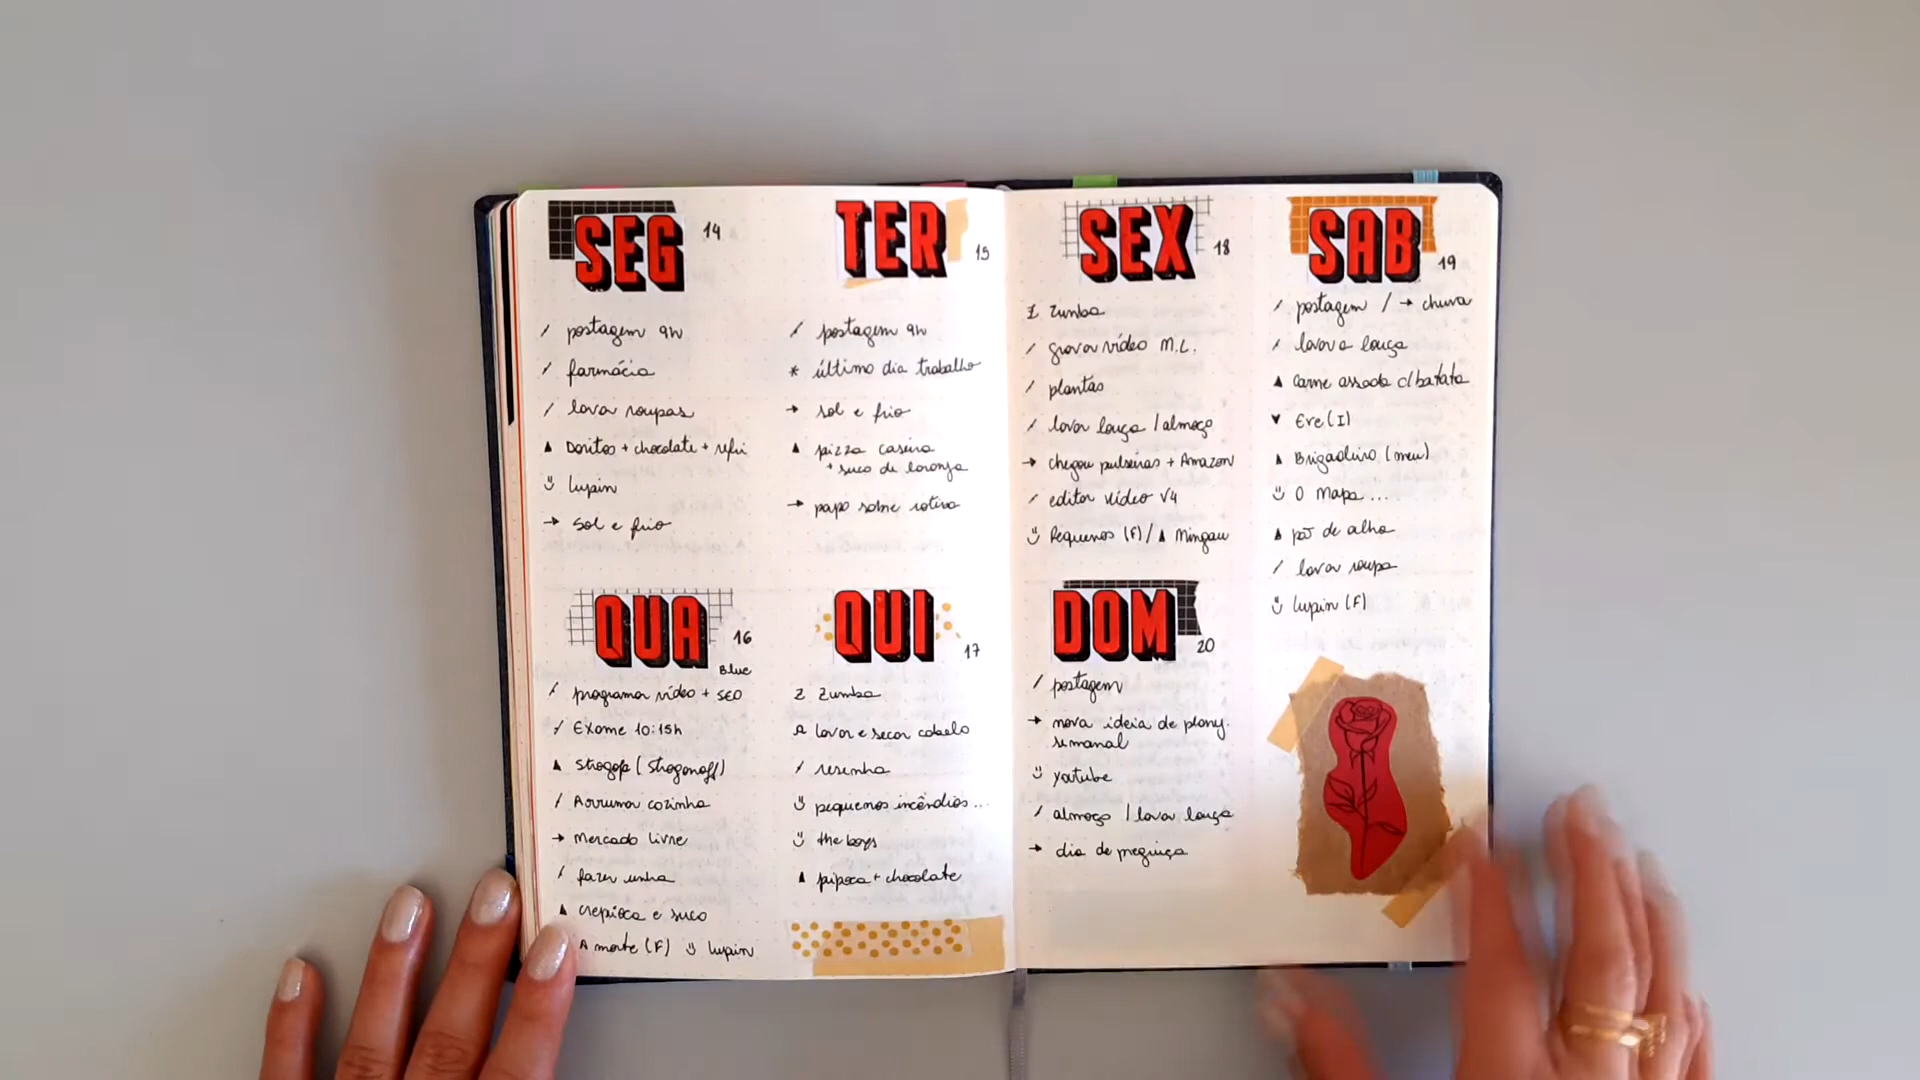 SEG 14
/ postagem 9h
/ farmácia
/ lavar roupas
▲ Doritos + chocolate + refri
Lupin
→ Sol e frio
TER 15
/ postagem 9h
* último dia trabalho
→ sol e frio
▲ pizza caseira
+ suco de laranja
→ papo sobre rotina
QUA 16
Blue
/ programar vídeo + SEO
/ Exame 10:15h
▲ Strogof (Strogonoff)
/ Arrumar cozinha
→ Mercado Livre
/ fazer unha
▲ crepioca e suco
A morte (F) Lupin
QUI 17
Z Zumba
lavar e secar cabelo
/ resenha
pequenos incêndios...
the boys
▲ pipoca + chocolate
SEX 18
Z Zumba
/ gravar vídeo M.L.
/ plantas
/ lavar louça / almoço
→ chegou pulseiras + Amazon
/ editar vídeo V4
Pequenos (F) / ▲ Mingau
SAB 19
/ postagem / → chuva
/ lavar a louça
▲ Carne assada c/ batata
♥ Eve (I)
▲ Brigadeiro (meu)
O Mapa...
▲ pão de alho
/ lavar roupa
Lupin (F)
DOM 20
/ postagem
→ nova ideia de plany.
semanal
youtube
/ almoço / lavar louça
→ dia de preguiça